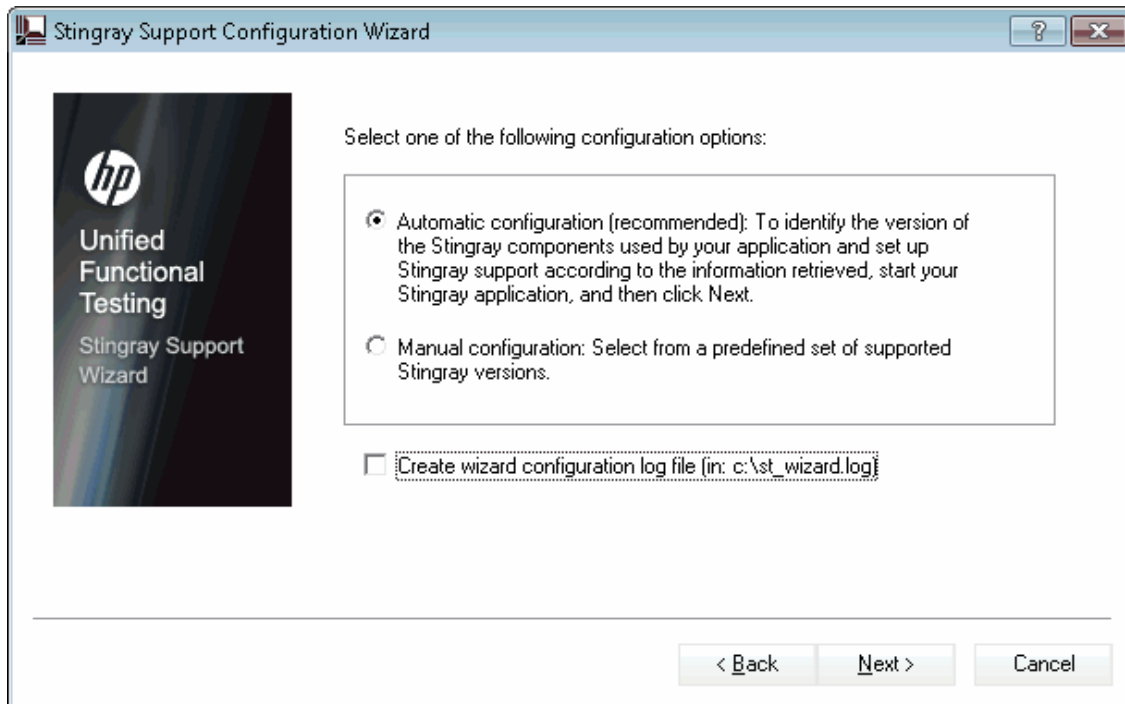 Stingray Support Configuration Wizard
hp
Unified
Functional
Testing
Stingray Support
Wizard
Select one of the following configuration options:
Automatic configuration (recommended): To identify the version of
the Stingray components used by your application and set up
Stingray support according to the information retrieved, start your
Stingray application, and then click Next.
Manual configuration: Select from a predefined set of supported
Stingray versions.
Create wizard configuration log file (in: c:\st_wizard.log)
< Back
Next >
Cancel